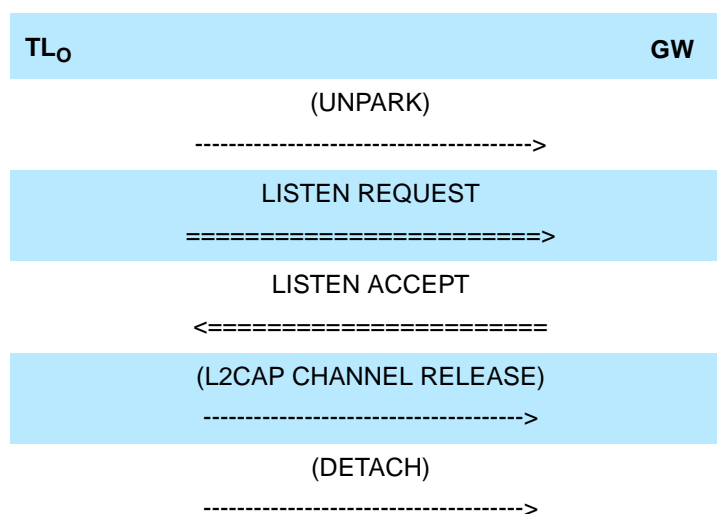 TLO GW
(UNPARK)
---------------------------------------->
LISTEN REQUEST
========================>
LISTEN ACCEPT
<=======================
(L2CAP CHANNEL RELEASE)
-------------------------------------->
(DETACH)
-------------------------------------->